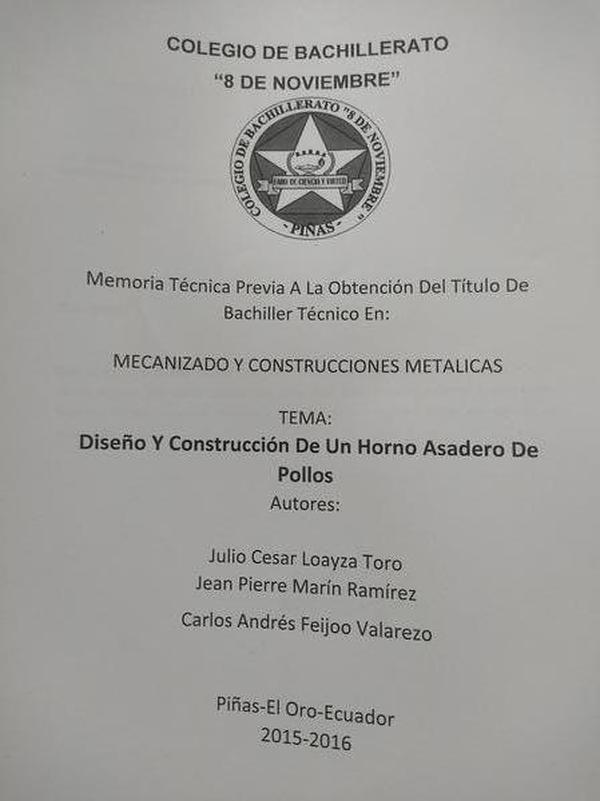 COLEGIO DE BACHILLERATO
“8 DE NOVIEMBRE”
COLEGIO DE BACHILLERATO "8 DE NOVIEMBRE"
FARO DE CIENCIA Y VIRTUD
- PIÑAS -
Memoria Técnica Previa A La Obtención Del Título De
Bachiller Técnico En:
MECANIZADO Y CONSTRUCCIONES METALICAS
TEMA:
Diseño Y Construcción De Un Horno Asadero De
Pollos
Autores:
Julio Cesar Loayza Toro
Jean Pierre Marín Ramírez
Carlos Andrés Feijoo Valarezo
Piñas-El Oro-Ecuador
2015-2016